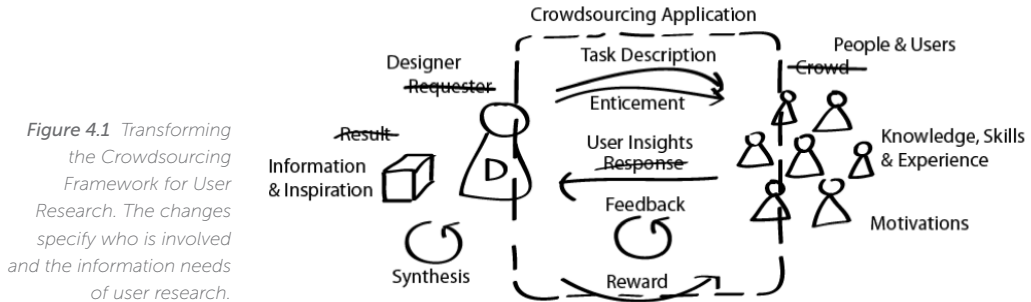 Figure 4.1 Transforming
the Crowdsourcing
Framework for User
Research. The changes
specify who is involved
and the information needs
of user research.
Crowdsourcing Application
Designer
Requester
Result
Information
& Inspiration
D
Synthesis
Task Description
Enticement
User Insights
Response
Feedback
Reward
People & Users
Crowd
Knowledge, Skills
& Experience
Motivations